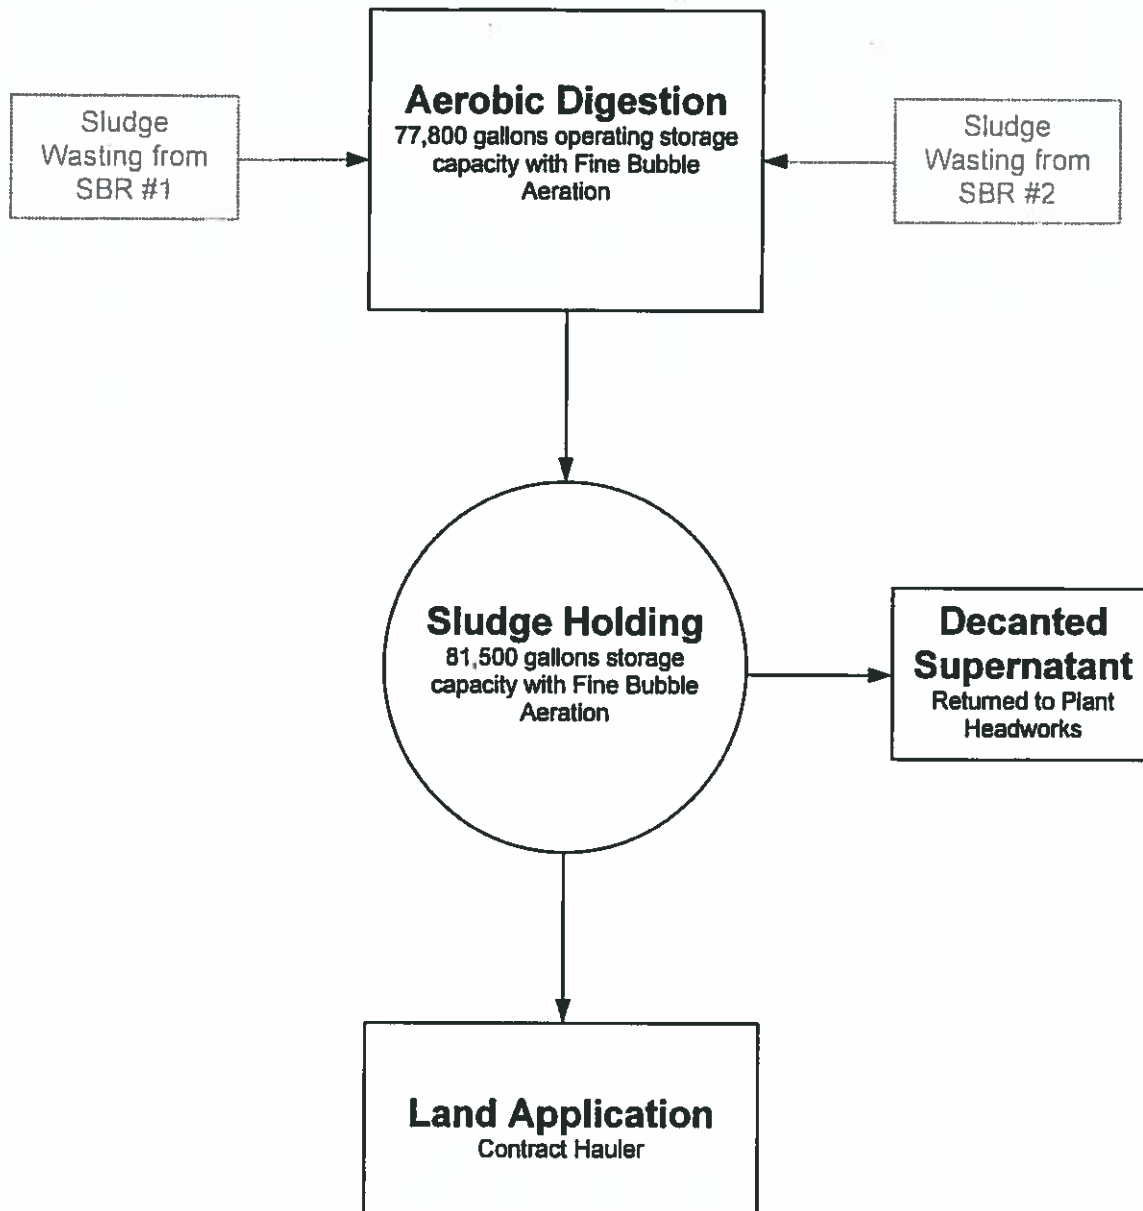 Aerobic Digestion
77,800 gallons operating storage
capacity with Fine Bubble
Aeration
Sludge
Wasting from
SBR #1
Sludge
Wasting from
SBR #2
Sludge Holding
81,500 gallons storage
capacity with Fine Bubble
Aeration
Decanted
Supernatant
Returned to Plant
Headworks
Land Application
Contract Hauler